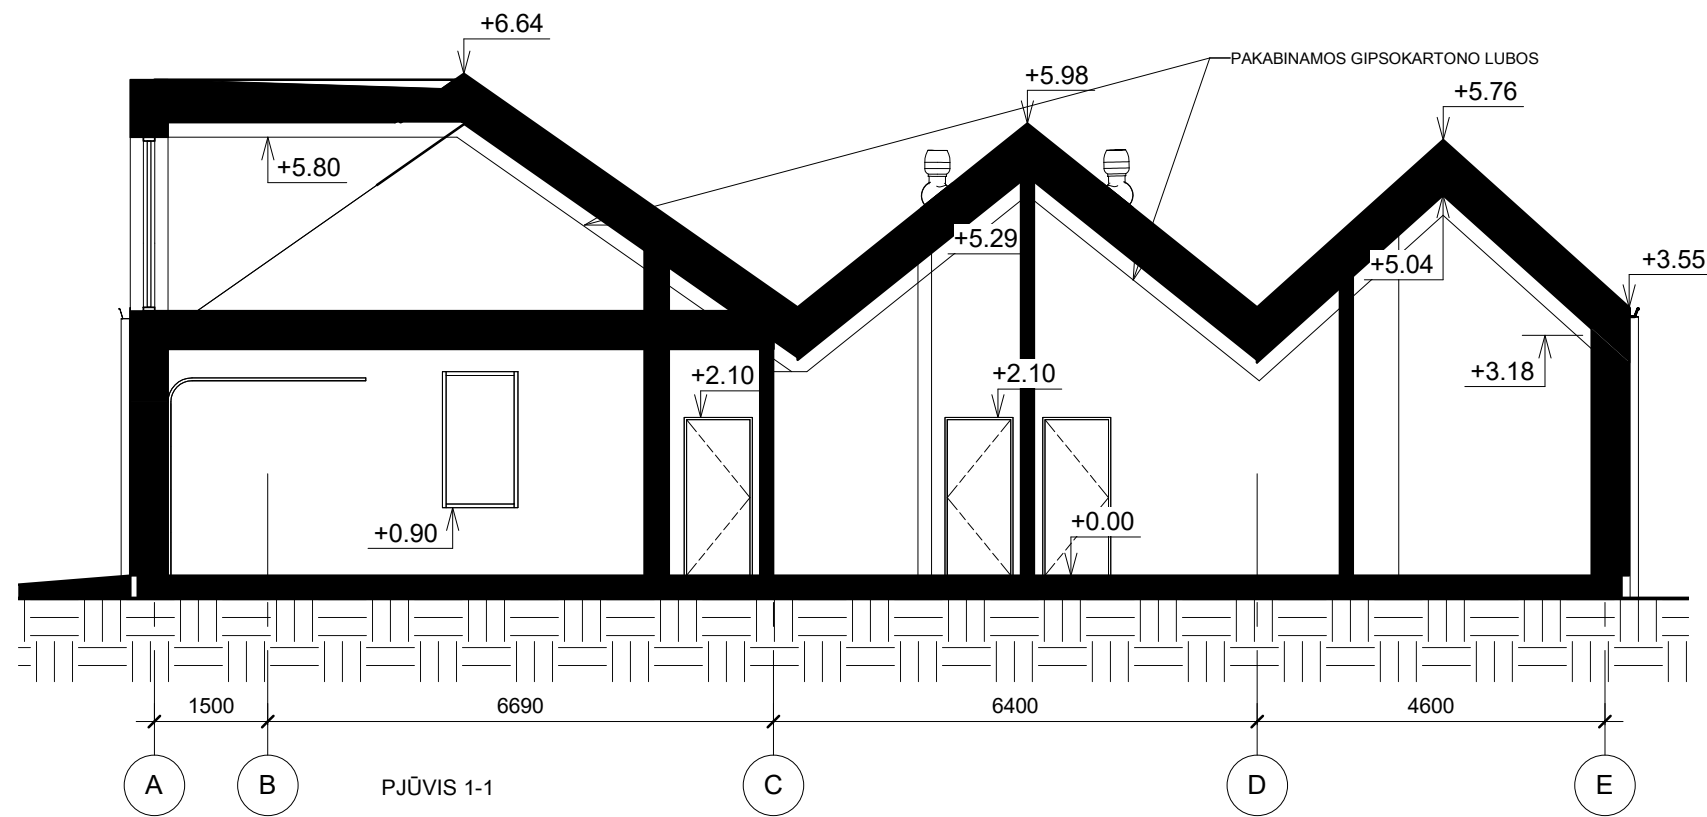 +6.64
PAKABINAMOS GIPSOKARTONO LUBOS
+5.98
+5.76
+5.80
+5.29
+5.04
+3.55
+2.10
+2.10
+3.18
+0.90
+0.00
1500
6690
6400
4600
A
B
PJŪVIS 1-1
C
D
E